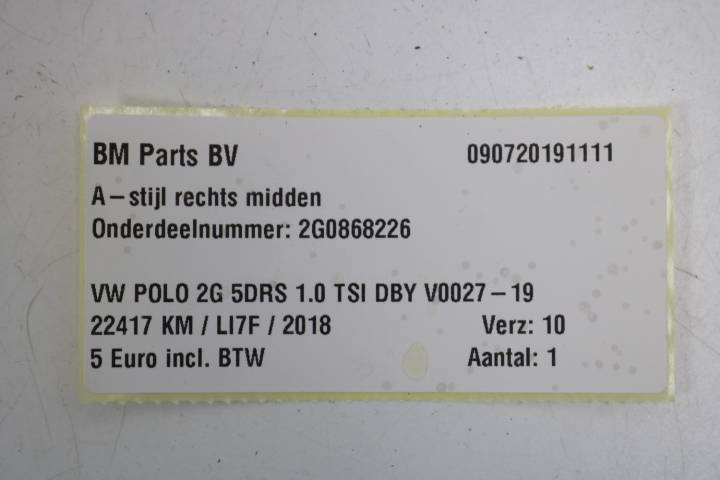 BM Parts BV 090720191111
A-stijl rechts midden
Onderdeelnummer: 2G0868226
VW POLO 2G 5DRS 1.0 TSI DBY V0027-19
22417 KM / LI7F / 2018 Verz: 10
5 Euro incl. BTW Aantal: 1